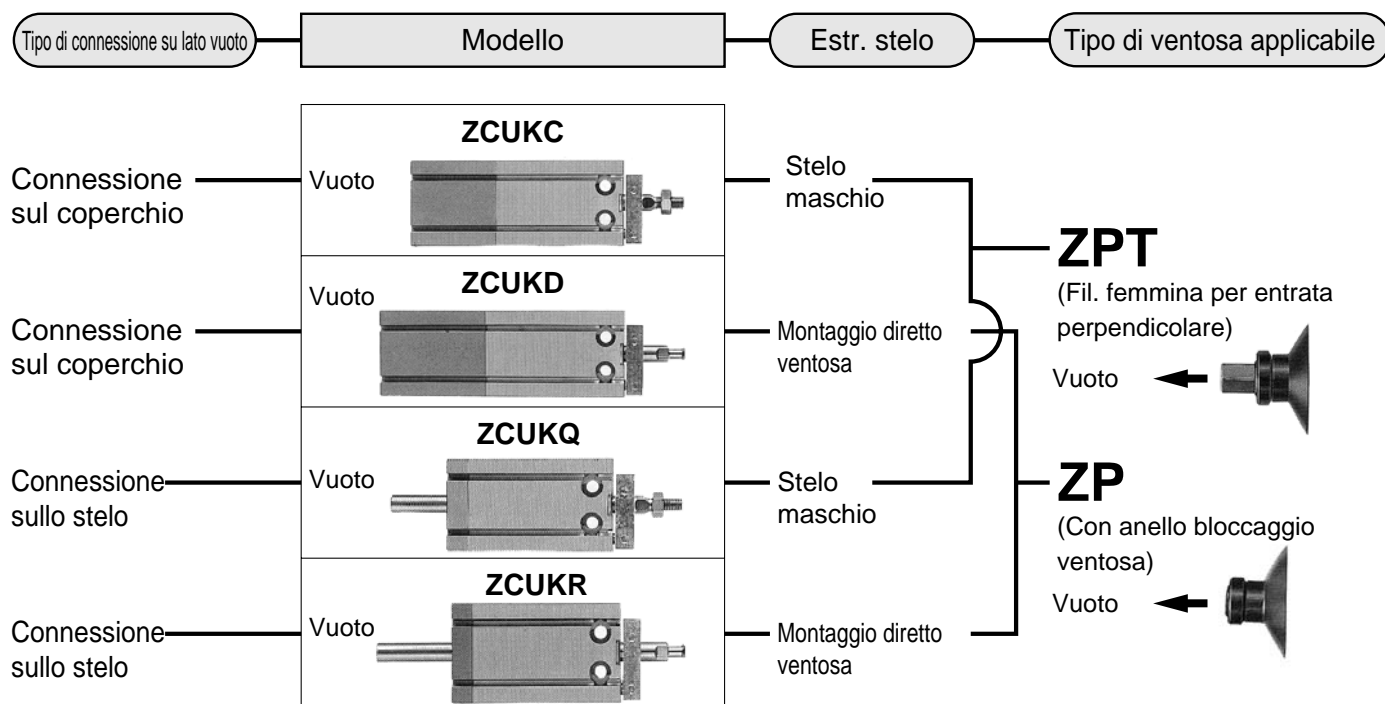 Tipo di connessione su lato vuoto
Modello
Estr. stelo
Tipo di ventosa applicabile
ZCUKC
Connessione
sul coperchio
Vuoto
Stelo
maschio
ZCUKD
Connessione
sul coperchio
Vuoto
Montaggio diretto
ventosa
ZCUKQ
Connessione
sullo stelo
Vuoto
Stelo
maschio
ZCUKR
Connessione
sullo stelo
Vuoto
Montaggio diretto
ventosa
ZPT
(Fil. femmina per entrata
perpendicolare)
Vuoto
ZP
(Con anello bloccaggio
ventosa)
Vuoto